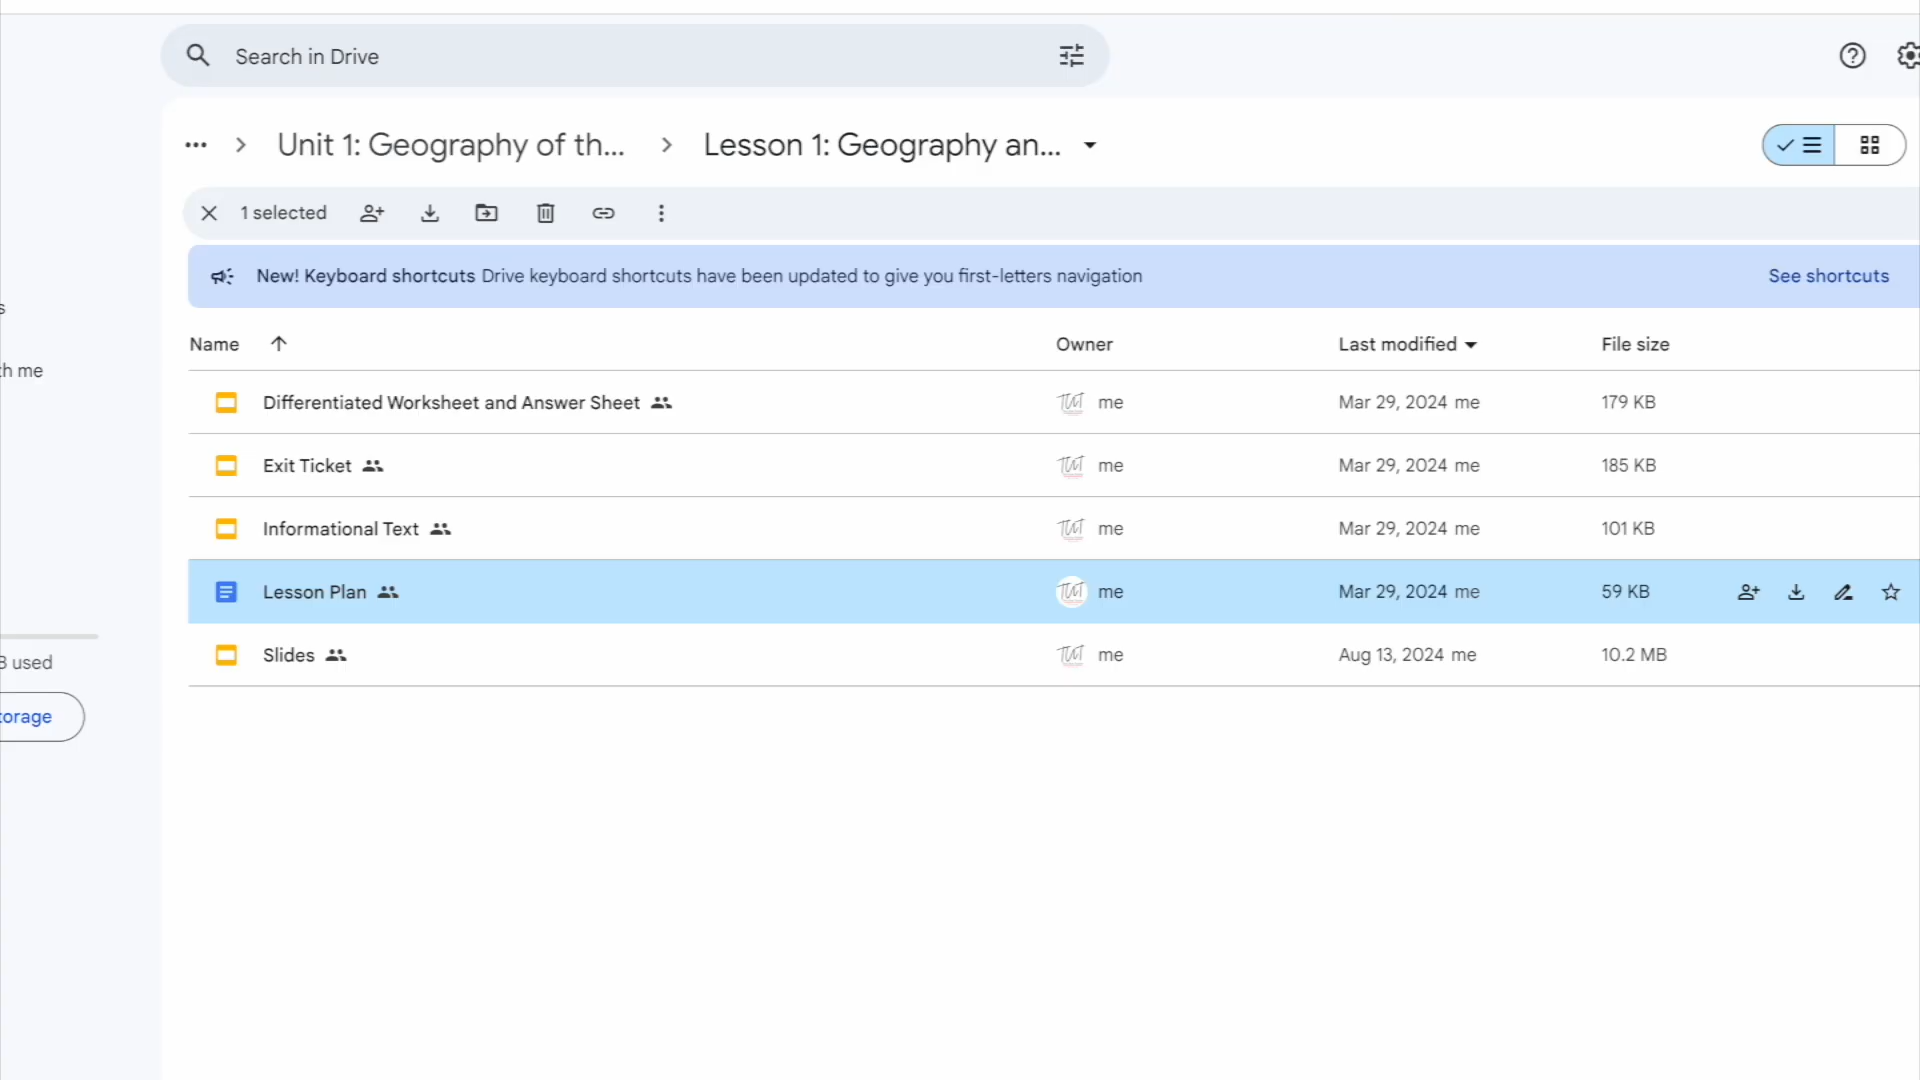 Search in Drive
Unit 1: Geography of th... Lesson 1: Geography an...
1 selected
New! Keyboard shortcuts Drive keyboard shortcuts have been updated to give you first-letters navigation See shortcuts
s
th me
Name Owner Last modified File size
Differentiated Worksheet and Answer Sheet me Mar 29, 2024 me 179 KB
Exit Ticket me Mar 29, 2024 me 185 KB
Informational Text me Mar 29, 2024 me 101 KB
Lesson Plan me Mar 29, 2024 me 59 KB
Slides me Aug 13, 2024 me 10.2 MB
B used
torage